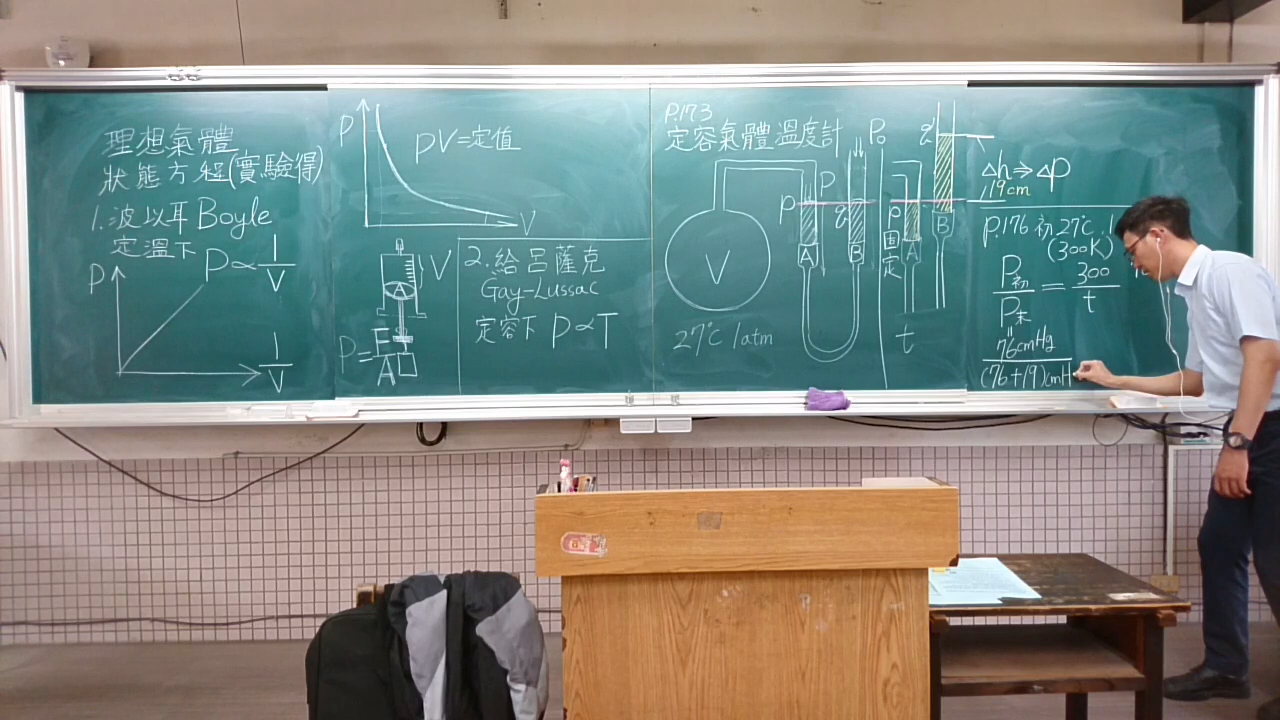 理想氣體
狀態方程(實驗得)
1.波以耳 Boyle
定溫下 P∝1/V
P
1/V
P
PV=定值
V
V
A
P=F/A
2.給呂薩克
Gay-Lussac
定容下 P∝T
P.173
定容氣體溫度計
V
27℃ 1atm
P
P
A
q
B
P₀
固定
p
A
t
q'
B
Δh⇒ΔP
19cm
P.176 初27℃
(300K)
P初/P末=300/t
76cmHg
(76+19)cmH